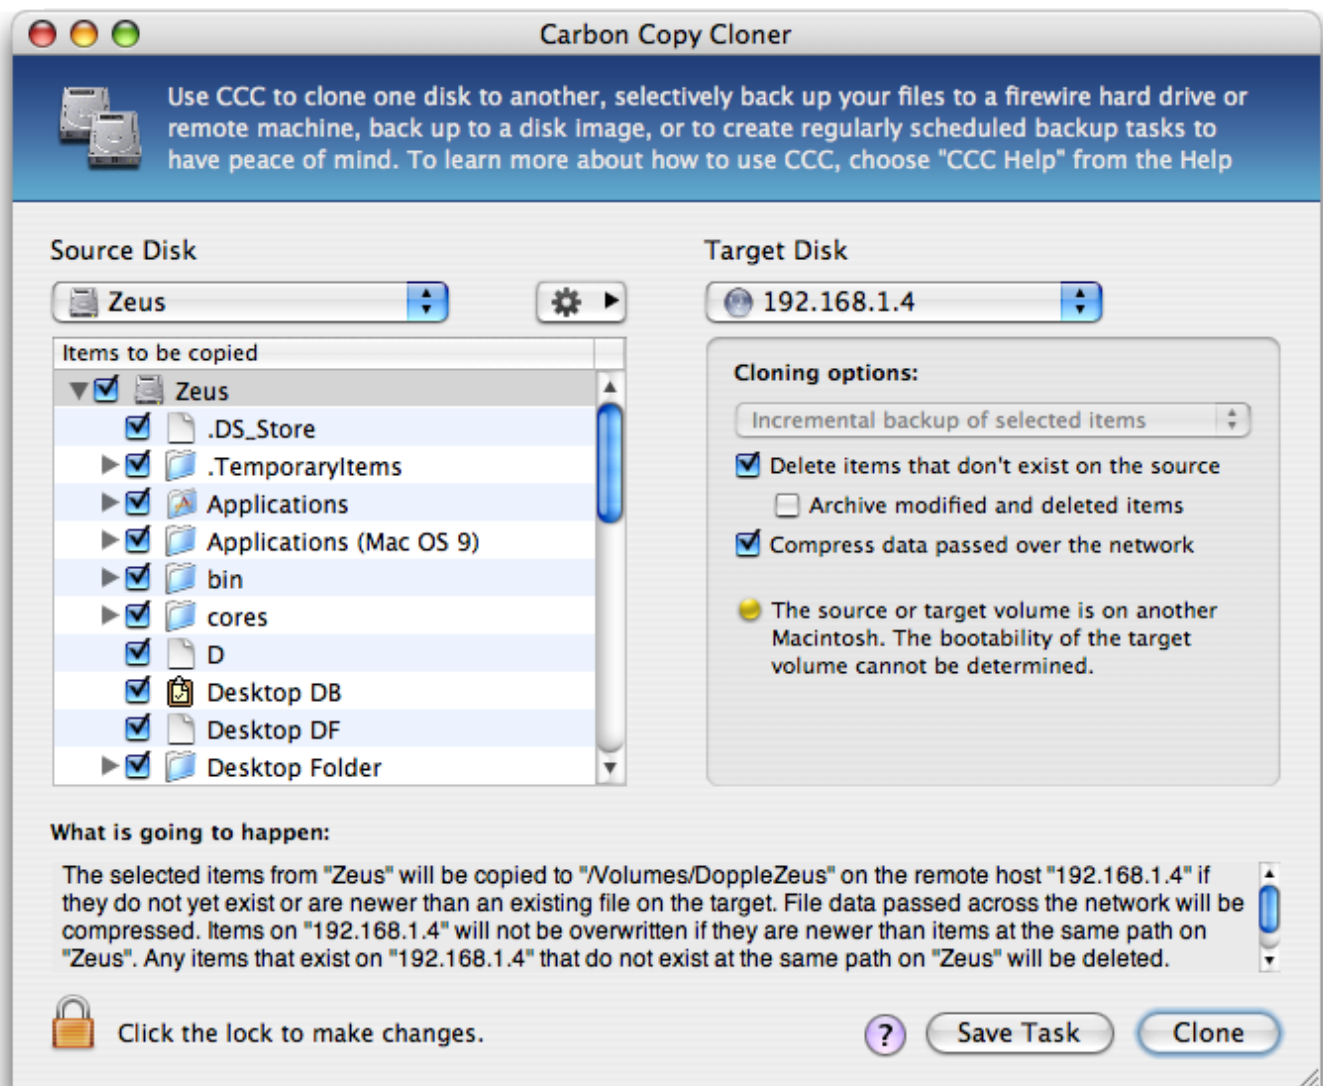 Carbon Copy Cloner
Use CCC to clone one disk to another, selectively back up your files to a firewire hard drive or
remote machine, back up to a disk image, or to create regularly scheduled backup tasks to
have peace of mind. To learn more about how to use CCC, choose "CCC Help" from the Help
Source Disk
Zeus
Items to be copied
Zeus
.DS_Store
.TemporaryItems
Applications
Applications (Mac OS 9)
bin
cores
D
Desktop DB
Desktop DF
Desktop Folder
Target Disk
192.168.1.4
Cloning options:
Incremental backup of selected items
Delete items that don't exist on the source
Archive modified and deleted items
Compress data passed over the network
The source or target volume is on another
Macintosh. The bootability of the target
volume cannot be determined.
What is going to happen:
The selected items from "Zeus" will be copied to "/Volumes/DoppleZeus" on the remote host "192.168.1.4" if
they do not yet exist or are newer than an existing file on the target. File data passed across the network will be
compressed. Items on "192.168.1.4" will not be overwritten if they are newer than items at the same path on
"Zeus". Any items that exist on "192.168.1.4" that do not exist at the same path on "Zeus" will be deleted.
Click the lock to make changes.
?
Save Task
Clone